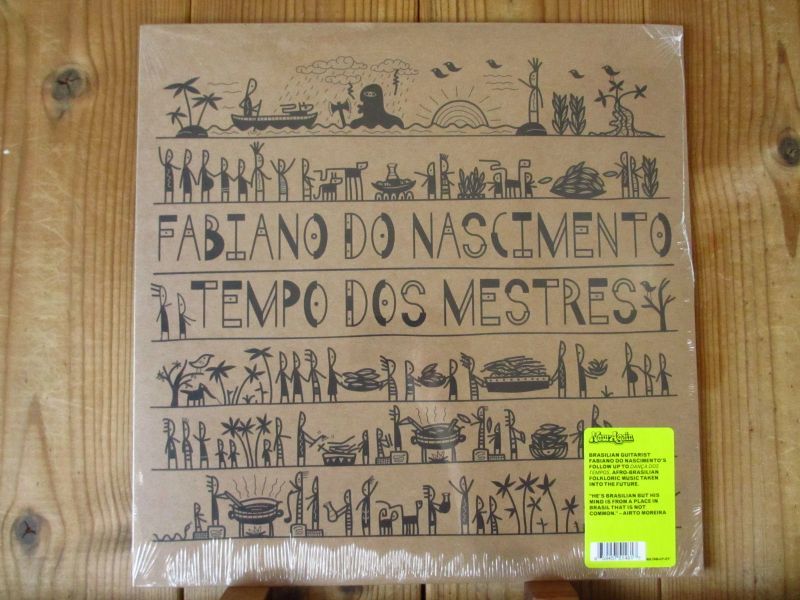 FABIANO DO NASCIMENTO
TEMPO DOS MESTRES
Now-Again
BRASILIAN GUITARIST
FABIANO DO NASCIMENTO'S
FOLLOW UP TO DANÇA DOS
TEMPOS. AFRO-BRASILIAN
FOLKLORIC MUSIC TAKEN
INTO THE FUTURE.
"HE'S BRASILIAN BUT HIS
MIND IS FROM A PLACE IN
BRASIL THAT IS NOT
COMMON." – AIRTO MOREIRA